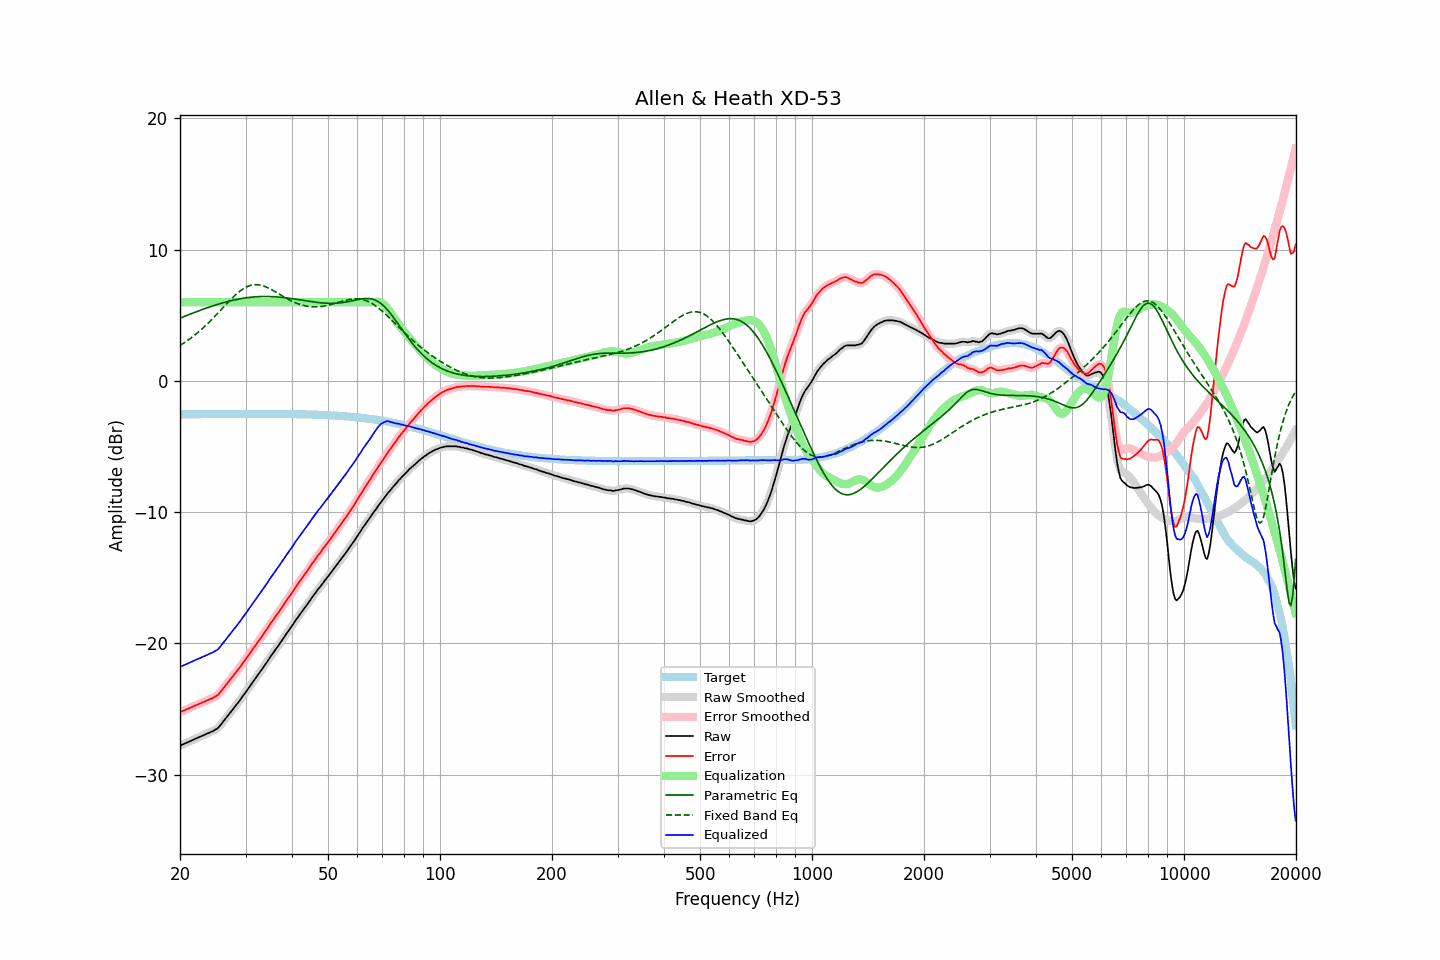 Allen & Heath XD-53
Amplitude (dBr)
20
10
0
−10
−20
−30
Target
Raw Smoothed
Error Smoothed
Raw
Error
Equalization
Parametric Eq
Fixed Band Eq
Equalized
20 50 100 200 500 1000 2000 5000 10000 20000
Frequency (Hz)